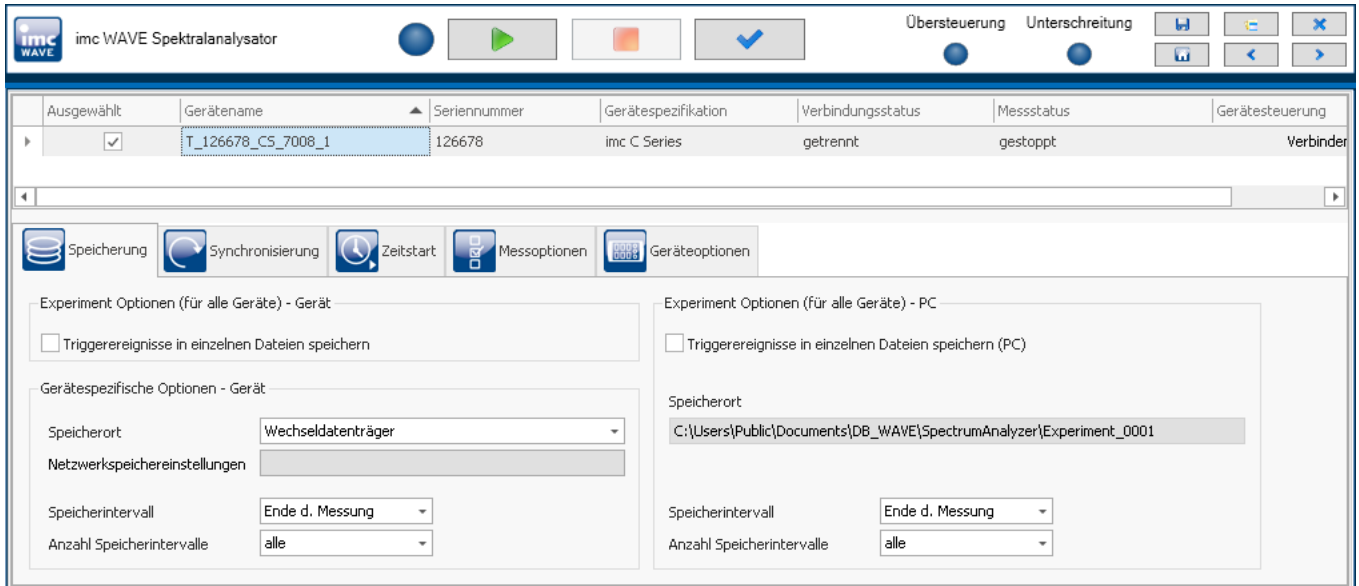 imc WAVE
imc WAVE Spektralanalysator
Übersteuerung Unterschreitung
Ausgewählt Gerätename Seriennummer Gerätespezifikation Verbindungsstatus Messstatus Gerätesteuerung
T_126678_CS_7008_1 126678 imc C Series getrennt gestoppt Verbinder
Speicherung Synchronisierung Zeitstart Messoptionen Geräteoptionen
Experiment Optionen (für alle Geräte) - Gerät
Triggerereignisse in einzelnen Dateien speichern
Gerätespezifische Optionen - Gerät
Speicherort Wechseldatenträger
Netzwerkspeichereinstellungen
Speicherintervall Ende d. Messung
Anzahl Speicherintervalle alle
Experiment Optionen (für alle Geräte) - PC
Triggerereignisse in einzelnen Dateien speichern (PC)
Speicherort
C:\Users\Public\Documents\DB_WAVE\SpectrumAnalyzer\Experiment_0001
Speicherintervall Ende d. Messung
Anzahl Speicherintervalle alle